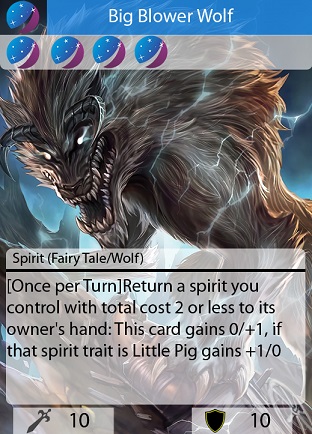 Big Blower Wolf
Spirit (Fairy Tale/Wolf)
[Once per Turn]Return a spirit you
control with total cost 2 or less to its
owner's hand: This card gains 0/+1, if
that spirit trait is Little Pig gains +1/0
10 10